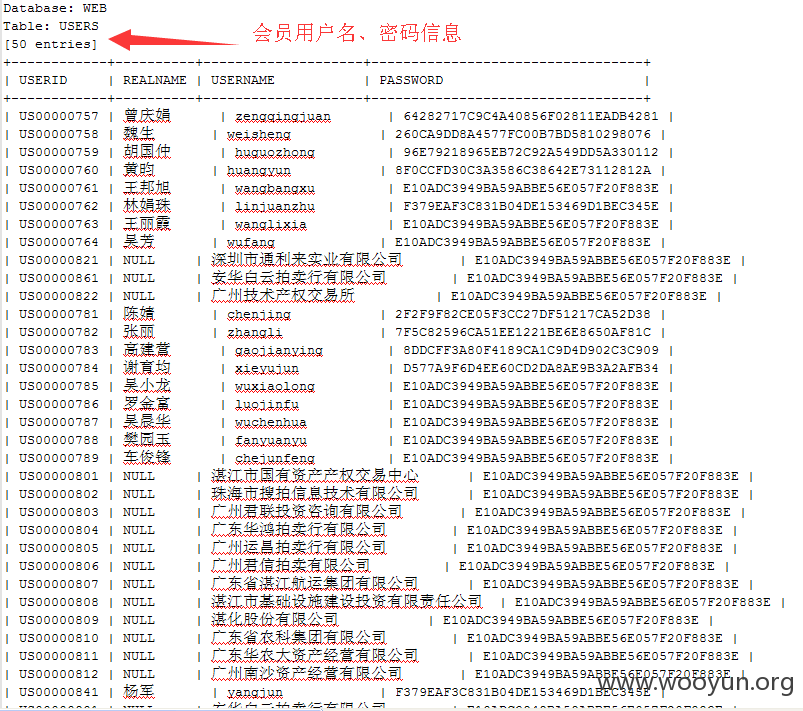 Database: WEB
Table: USERS
[50 entries]
会员用户名、密码信息
+------------+----------+--------------------+----------------------------------+
| USERID | REALNAME | USERNAME | PASSWORD |
+------------+----------+--------------------+----------------------------------+
| US00000757 | 曾庆娟 | zengqingjuan | 64282717C9C4A40856F02811EADB4281 |
| US00000758 | 魏生 | weisheng | 260CA9DD8A4577FC00B7BD5810298076 |
| US00000759 | 胡国仲 | huguozhong | 96E79218965EB72C92A549DD5A330112 |
| US00000760 | 黄昀 | huangyun | 8F0CCFD30C3A3586C38642E73112812A |
| US00000761 | 王邦旭 | wangbangxu | E10ADC3949BA59ABBE56E057F20F883E |
| US00000762 | 林娟珠 | linjuanzhu | F379EAF3C831B04DE153469D1BEC345E |
| US00000763 | 王丽霞 | wanglixia | E10ADC3949BA59ABBE56E057F20F883E |
| US00000764 | 吴芳 | wufang | E10ADC3949BA59ABBE56E057F20F883E |
| US00000821 | NULL | 深圳市通利来实业有限公司 | E10ADC3949BA59ABBE56E057F20F883E |
| US00000861 | NULL | 安华白云拍卖行有限公司 | E10ADC3949BA59ABBE56E057F20F883E |
| US00000822 | NULL | 广州技术产权交易所 | E10ADC3949BA59ABBE56E057F20F883E |
| US00000781 | 陈婧 | chenjing | 2F2F9F82CE05F3CC27DF51217CA52D38 |
| US00000782 | 张丽 | zhangli | 7F5C82596CA51EE1221BE6E8650AF81C |
| US00000783 | 高建莺 | gaojianying | 8DDCFF3A80F4189CA1C9D4D902C3C909 |
| US00000784 | 谢育均 | xieyujun | D577A9F6D4EE60CD2DA8AE9B3A2AFB34 |
| US00000785 | 吴小龙 | wuxiaolong | E10ADC3949BA59ABBE56E057F20F883E |
| US00000786 | 罗金富 | luojinfu | E10ADC3949BA59ABBE56E057F20F883E |
| US00000787 | 吴晨华 | wuchenhua | E10ADC3949BA59ABBE56E057F20F883E |
| US00000788 | 樊园玉 | fanyuanyu | E10ADC3949BA59ABBE56E057F20F883E |
| US00000789 | 车俊锋 | chejunfeng | E10ADC3949BA59ABBE56E057F20F883E |
| US00000801 | NULL | 湛江市国有资产产权交易中心 | E10ADC3949BA59ABBE56E057F20F883E |
| US00000802 | NULL | 珠海市搜拍信息技术有限公司 | E10ADC3949BA59ABBE56E057F20F883E |
| US00000803 | NULL | 广州君联投资咨询有限公司 | E10ADC3949BA59ABBE56E057F20F883E |
| US00000804 | NULL | 广东华鸿拍卖行有限公司 | E10ADC3949BA59ABBE56E057F20F883E |
| US00000805 | NULL | 广州运昌拍卖行有限公司 | E10ADC3949BA59ABBE56E057F20F883E |
| US00000806 | NULL | 广州君信拍卖有限公司 | E10ADC3949BA59ABBE56E057F20F883E |
| US00000807 | NULL | 广东省湛江航运集团有限公司 | E10ADC3949BA59ABBE56E057F20F883E |
| US00000808 | NULL | 湛江市基础设施建设投资有限责任公司 | E10ADC3949BA59ABBE56E057F20F883E |
| US00000809 | NULL | 湛化股份有限公司 | E10ADC3949BA59ABBE56E057F20F883E |
| US00000810 | NULL | 广东省农科集团有限公司 | E10ADC3949BA59ABBE56E057F20F883E |
| US00000811 | NULL | 广东华农大资产经营有限公司 | E10ADC3949BA59ABBE56E057F20F883E |
| US00000812 | NULL | 广州南沙资产经营有限公司 | E10ADC3949BA59ABBE56E057F20F883E |
| US00000841 | 杨军 | yangjun | F379EAF3C831B04DE153469D1BEC345E |
www.wooyun.org